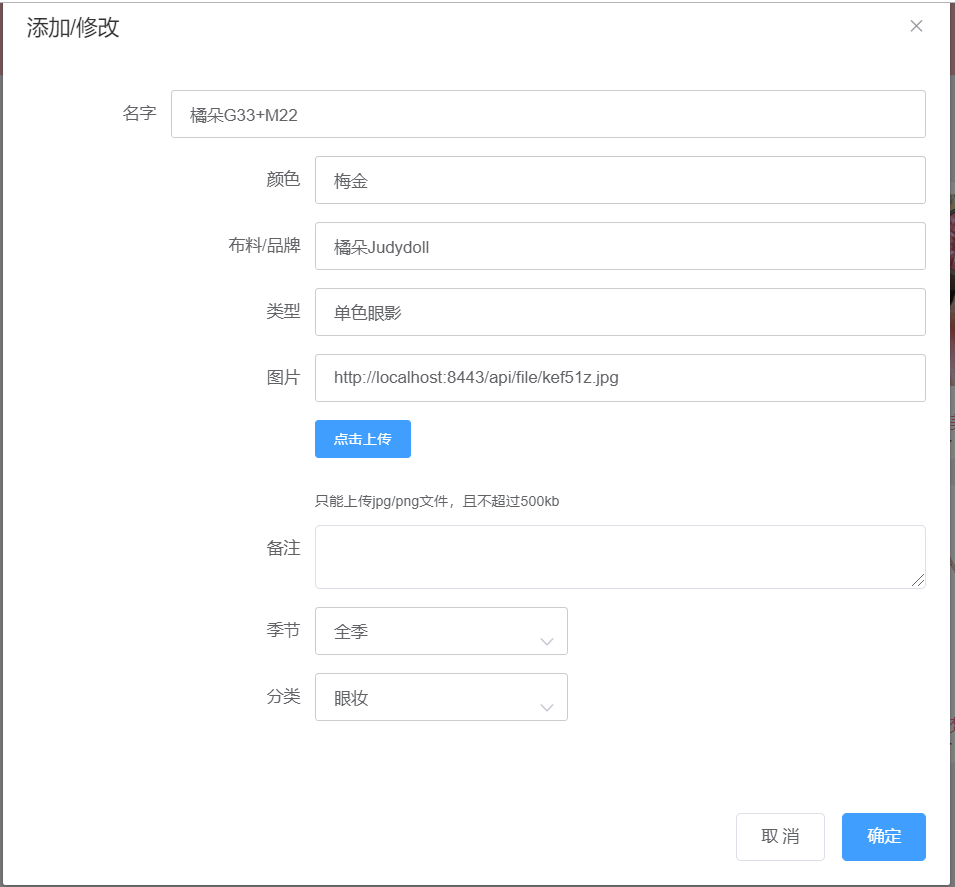 添加/修改
名字 橘朵G33+M22
颜色 梅金
布料/品牌 橘朵Judydoll
类型 单色眼影
图片 http://localhost:8443/api/file/kef51z.jpg
点击上传
只能上传jpg/png文件，且不超过500kb
备注
季节 全季
分类 眼妆
取 消 确定